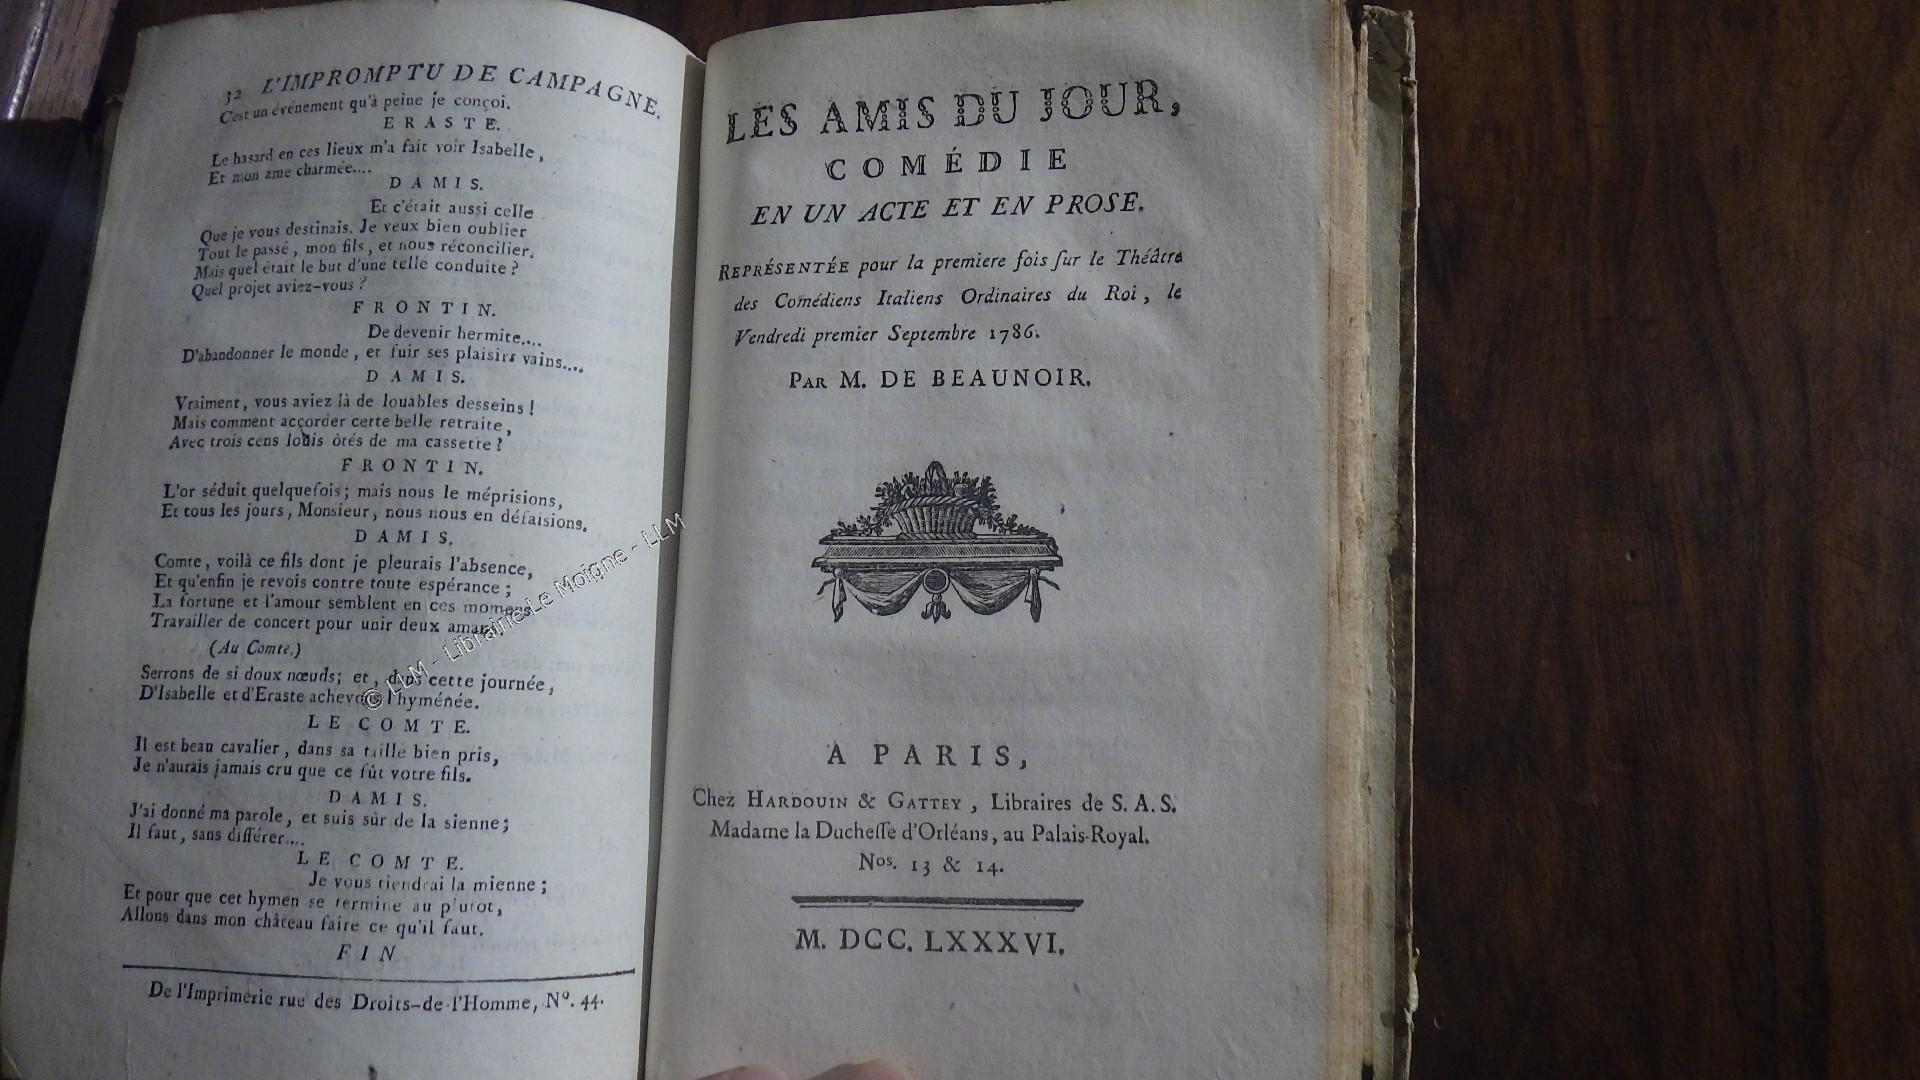 32 L'IMPROMPTU DE CAMPAGNE.
C'est un événement qu'à peine je conçoi.
ERASTE.
Le hasard en ces lieux m'a fait voir Isabelle,
Et mon ame charmée....
DAMIS.
Et c'était aussi celle
Que je vous destinais. Je veux bien oublier
Tout le passé, mon fils, et nous réconcilier.
Mais quel était le but d'une telle conduite ?
Quel projet aviez-vous ?
FRONTIN.
De devenir hermite....
D'abandonner le monde, et fuir ses plaisirs vains....
DAMIS.
Vraiment, vous aviez là de louables desseins !
Mais comment accorder cette belle retraite,
Avec trois cens louis ôtés de ma cassette ?
FRONTIN.
L'or séduit quelquefois ; mais nous le méprisions,
Et tous les jours, Monsieur, nous nous en défaisions.
DAMIS.
Comte, voilà ce fils dont je pleurais l'absence,
Et qu'enfin je revois contre toute espérance ;
La fortune et l'amour semblent en ces momens
Travailler de concert pour unir deux amans
(Au Comte.)
Serrons de si doux nœuds; et, dans cette journée,
D'Isabelle et d'Eraste achevons l'hyménée.
LE COMTE.
Il est beau cavalier, dans sa taille bien pris,
Je n'aurais jamais cru que ce fût votre fils.
DAMIS.
J'ai donné ma parole, et suis sûr de la sienne;
Il faut, sans différer....
LE COMTE.
Je vous tiendrai la mienne ;
Et pour que cet hymen se termine au plutot,
Allons dans mon château faire ce qu'il faut.
FIN
De l'Imprimerie rue des Droits-de-l'Homme, Nº. 44.
© LLM - Librairie Le Moigne - LLM
LES AMIS DU JOUR,
COMÉDIE
EN UN ACTE ET EN PROSE.
REPRÉSENTÉE pour la premiere fois ſur le Théâtre
des Comédiens Italiens Ordinaires du Roi, le
Vendredi premier Septembre 1786.
PAR M. DE BEAUNOIR.
A PARIS,
Chez HARDOUIN & GATTEY, Libraires de S. A. S.
Madame la Ducheſſe d'Orléans, au Palais-Royal.
Nos. 13 & 14.
M. DCC. LXXXVI.